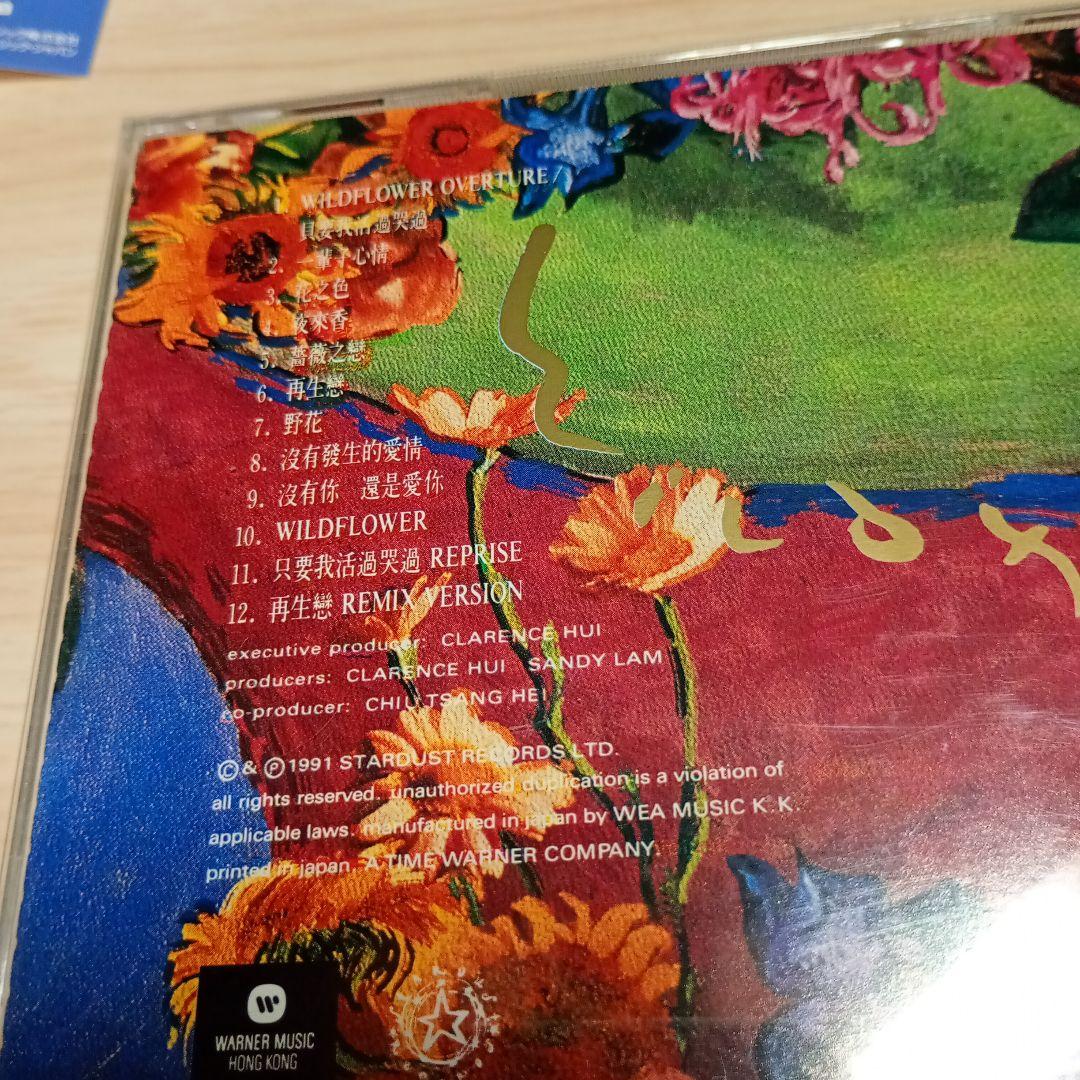 1. WILDFLOWER OVERTURE /
只要我活過哭過
2. 一輩子心情
3. 花之色
4. 夜來香
5. 薔薇之戀
6. 再生戀
7. 野花
8. 沒有發生的愛情
9. 沒有你 還是愛你
10. WILDFLOWER
11. 只要我活過哭過 REPRISE
12. 再生戀 REMIX VERSION
executive producer: CLARENCE HUI
producers: CLARENCE HUI SANDY LAM
co-producer: CHIU TSANG HEI
©&℗1991 STARDUST RECORDS LTD.
all rights reserved. unauthorized duplication is a violation of
applicable laws. manufactured in japan by WEA MUSIC K.K.
printed in japan. A TIME WARNER COMPANY.
WARNER MUSIC
HONG KONG